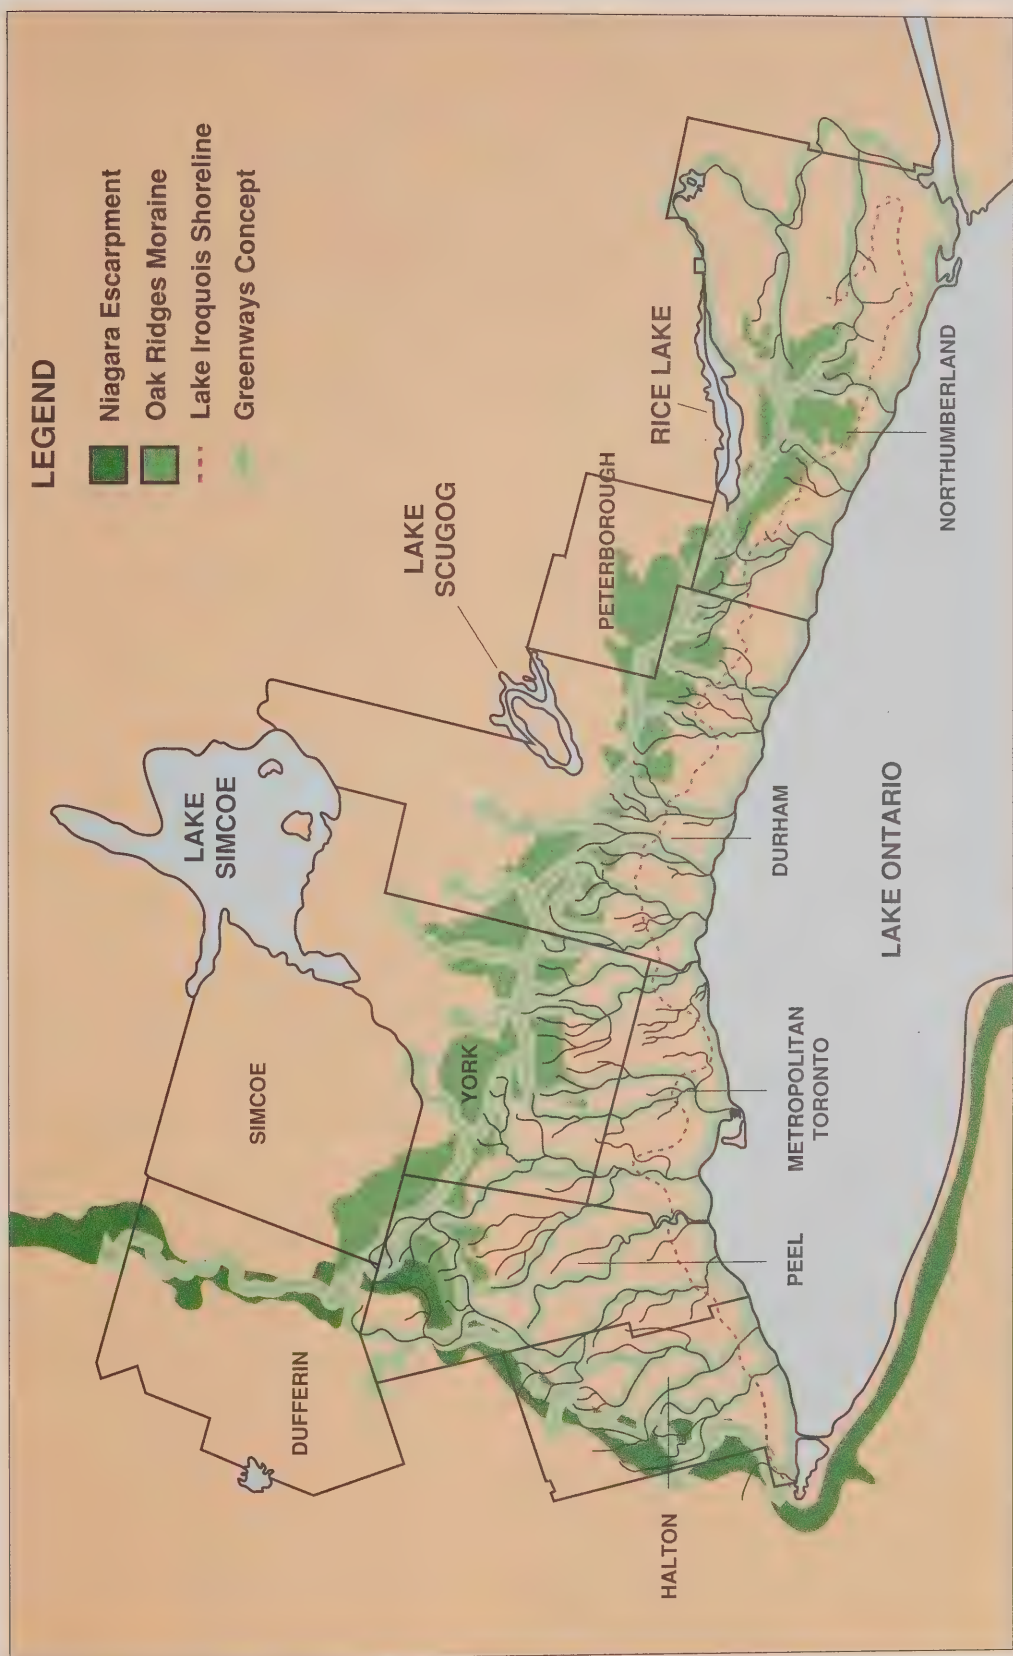 LEGEND
Niagara Escarpment
Oak Ridges Moraine
Lake Iroquois Shoreline
Greenways Concept
LAKE
SIMCOE
LAKE
SCUGOG
RICE LAKE
SIMCOE
DUFFERIN
PETERBOROUGH
YORK
NORTHUMBERLAND
DURHAM
LAKE ONTARIO
METROPOLITAN
TORONTO
PEEL
HALTON